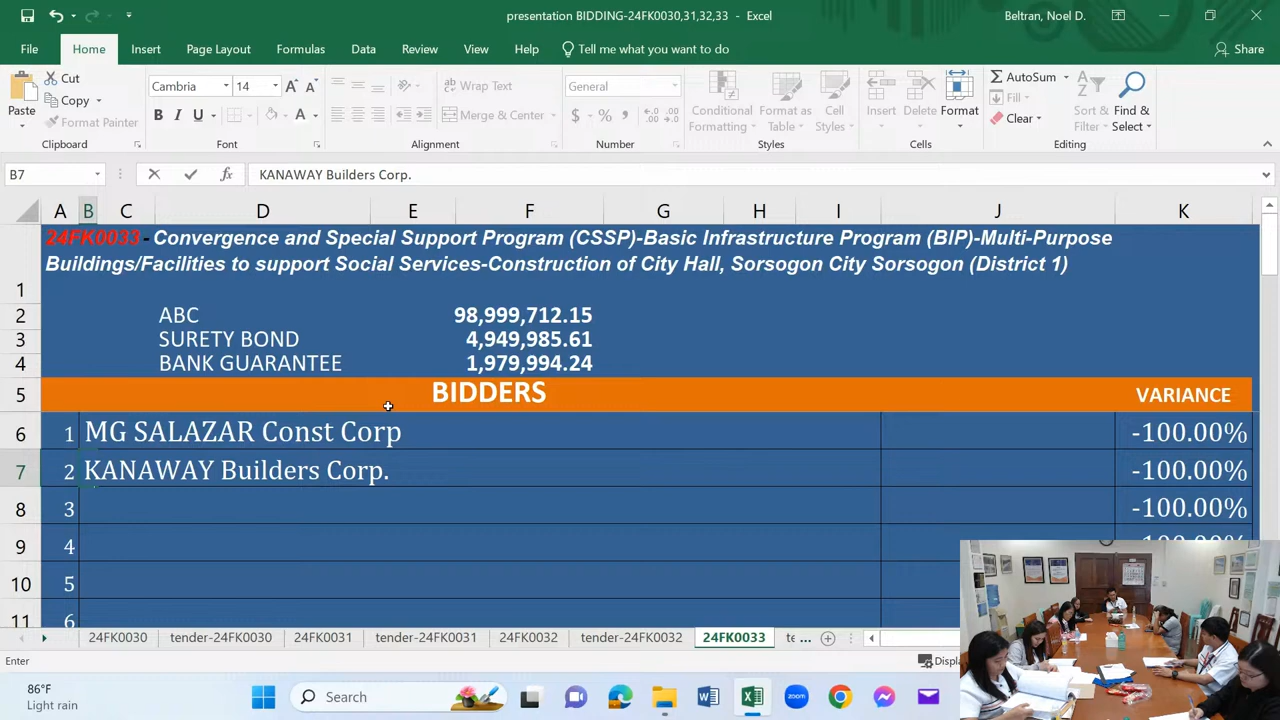 presentation BIDDING-24FK0030,31,32,33 - Excel
Beltran, Noel D.
File Home Insert Page Layout Formulas Data Review View Help Tell me what you want to do Share
Cut
Copy
Format Painter
Paste
Clipboard
Cambria 14
B I U
Font
Wrap Text
Merge & Center
Alignment
General
$ % ,
Number
Conditional Formatting
Format as Table
Cell Styles
Styles
Insert Delete Format
Cells
AutoSum
Fill
Clear
Sort & Filter
Find & Select
Editing
B7 fx KANAWAY Builders Corp.
A B C D E F G H I J K
1 24FK0033 - Convergence and Special Support Program (CSSP)-Basic Infrastructure Program (BIP)-Multi-Purpose
Buildings/Facilities to support Social Services-Construction of City Hall, Sorsogon City Sorsogon (District 1)
2 ABC 98,999,712.15
3 SURETY BOND 4,949,985.61
4 BANK GUARANTEE 1,979,994.24
5 BIDDERS VARIANCE
6 1 MG SALAZAR Const Corp -100.00%
7 2 KANAWAY Builders Corp. -100.00%
8 3 -100.00%
9 4 -100.00%
10 5
11 6
24FK0030 tender-24FK0030 24FK0031 tender-24FK0031 24FK0032 tender-24FK0032 24FK0033 te ...
Enter
86°F
Light rain
Search
zoom